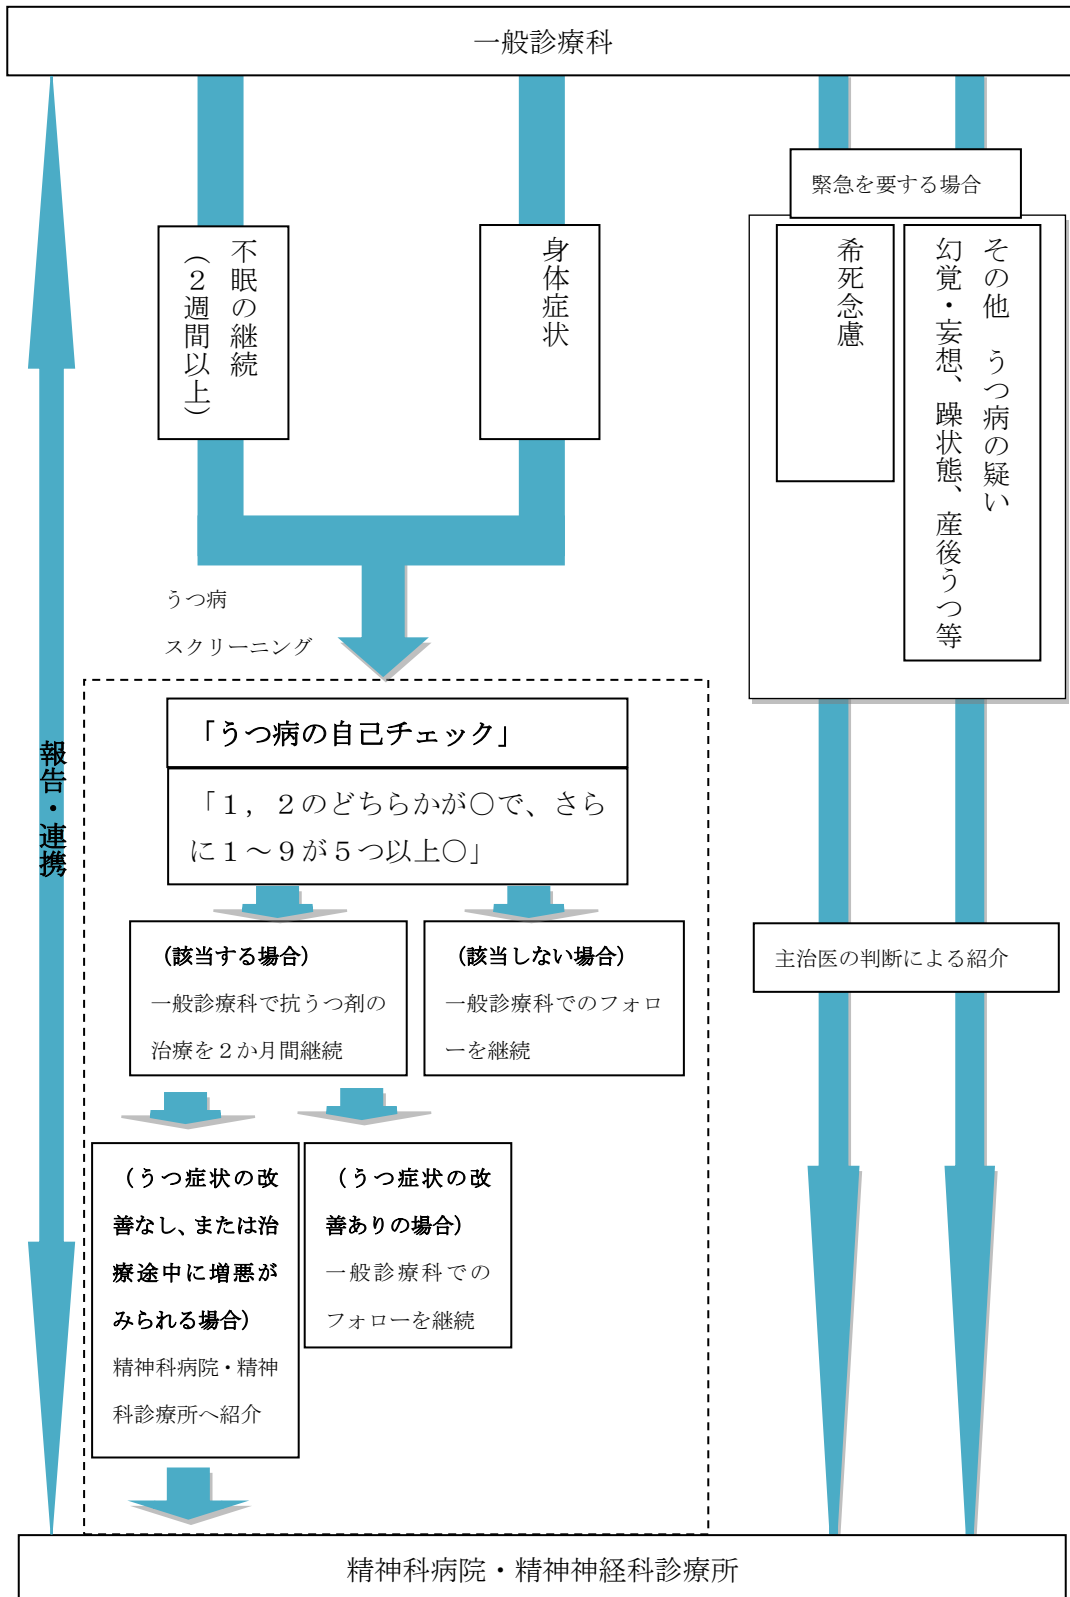 一般診療科
緊急を要する場合
不眠の継続
(２週間以上)
身体症状
希死念慮
その他　うつ病の疑い
幻覚・妄想、躁状態、産後うつ等
うつ病
スクリーニング
「うつ病の自己チェック」
「１，２のどちらかが〇で、さら
に１～９が５つ以上〇」
報告・連携
(該当する場合)
一般診療科で抗うつ剤の
治療を２か月間継続
(該当しない場合)
一般診療科でのフォロ
ーを継続
主治医の判断による紹介
(うつ症状の改
善なし、または治
療途中に増悪が
みられる場合)
精神科病院・精神
科診療所へ紹介
(うつ症状の改
善ありの場合)
一般診療科での
フォローを継続
精神科病院・精神神経科診療所